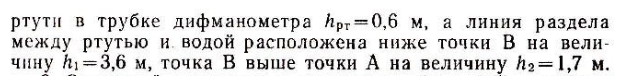 ртути в трубке дифманометра hрт=0,6 м, а линия раздела
между ртутью и водой расположена ниже точки В на вели-
чину h1=3,6 м, точка В выше точки А на величину h2=1,7 м.